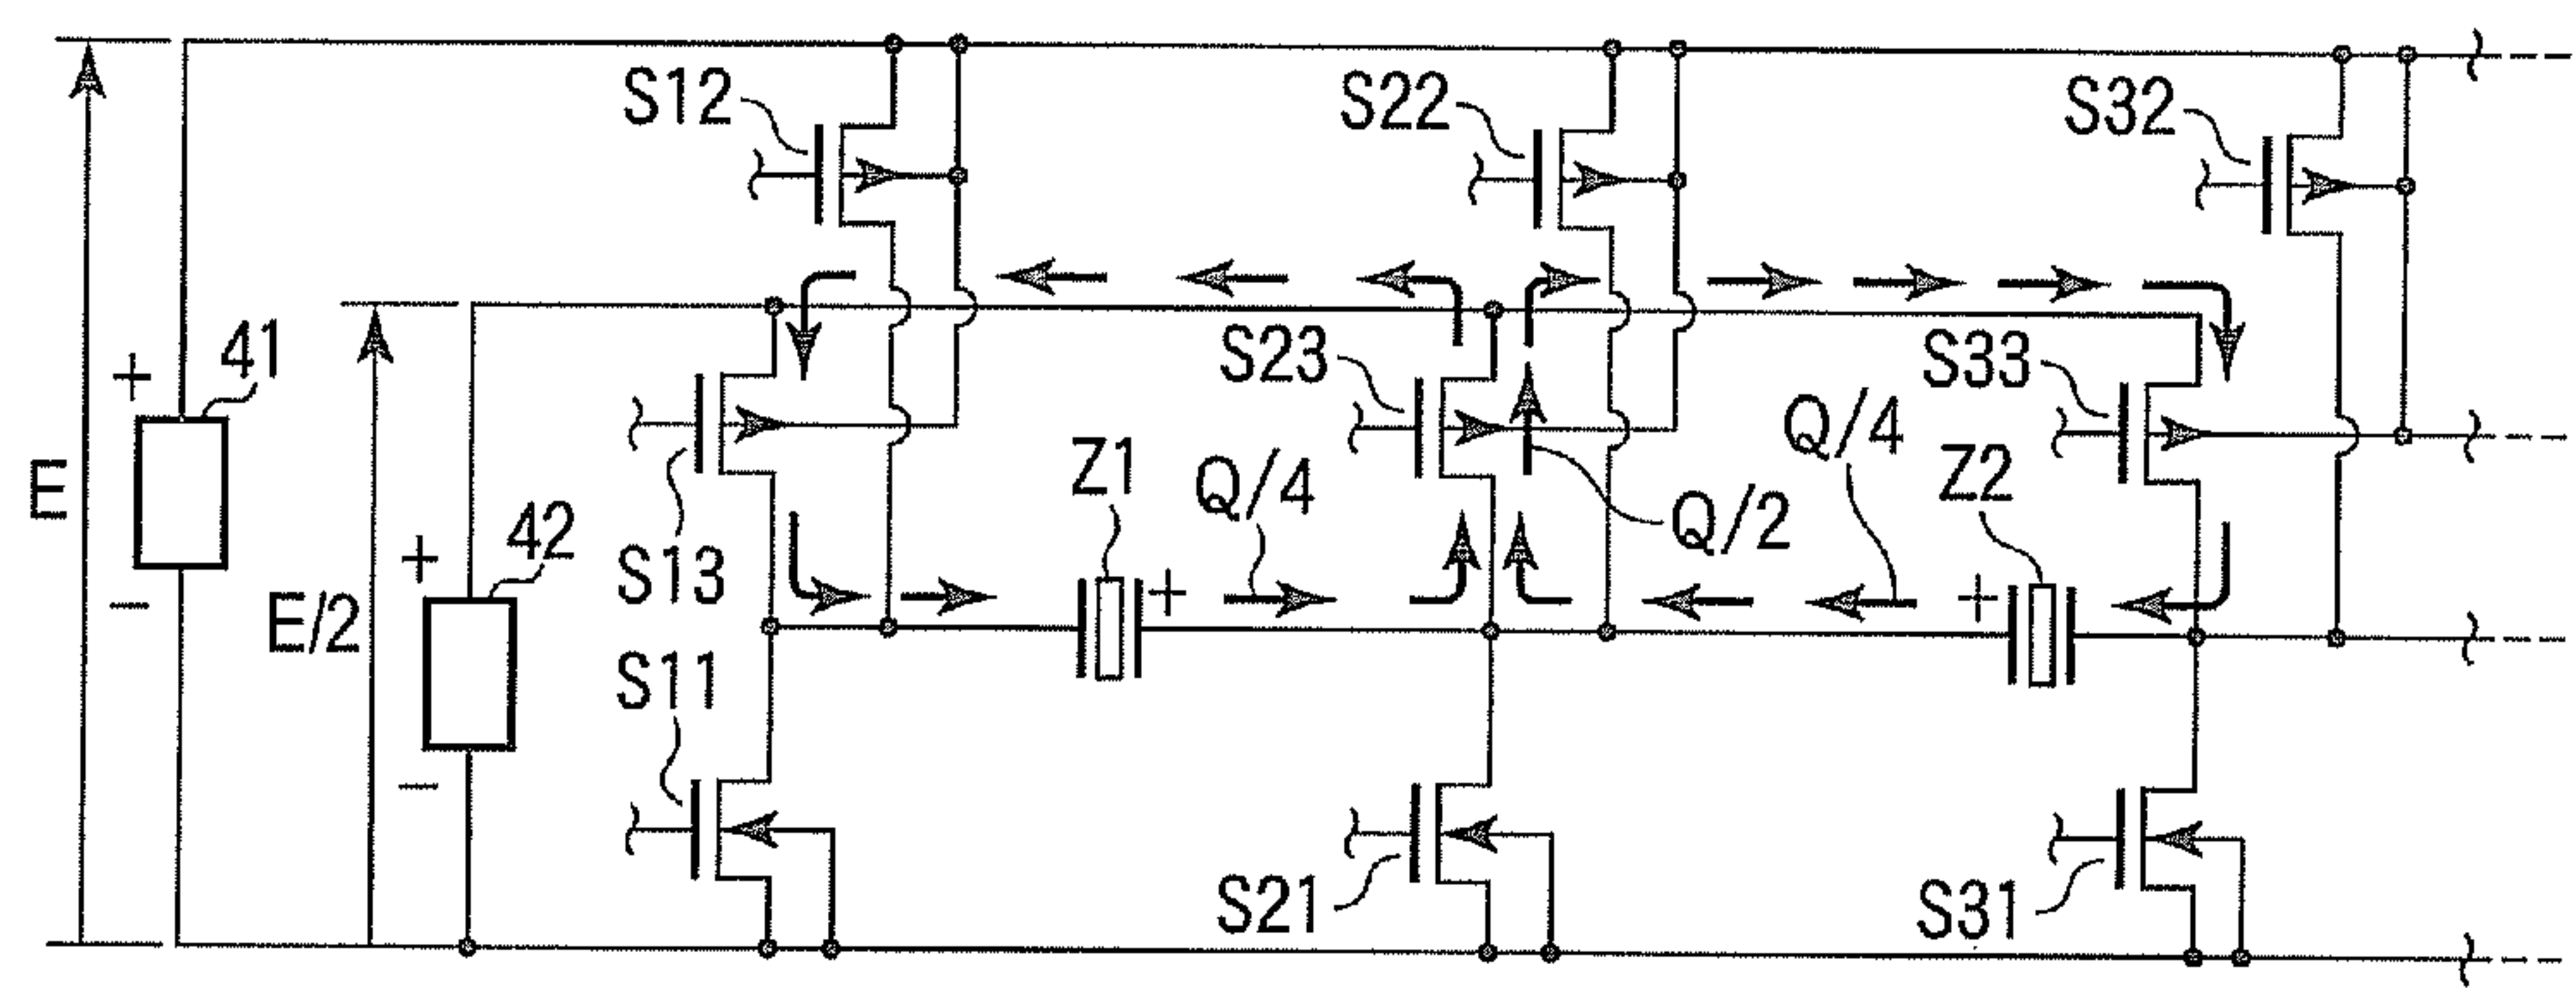 S12
S22
S32
41
+
S23
S33
E
Z1
Q/4
Q/4
Z2
42
+
Q/2
S13
+
+
−
E/2
S11
−
S21
S31